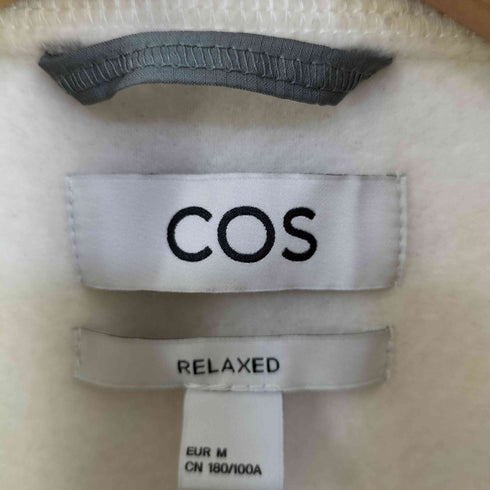 COS
RELAXED
EUR M
CN 180/100A